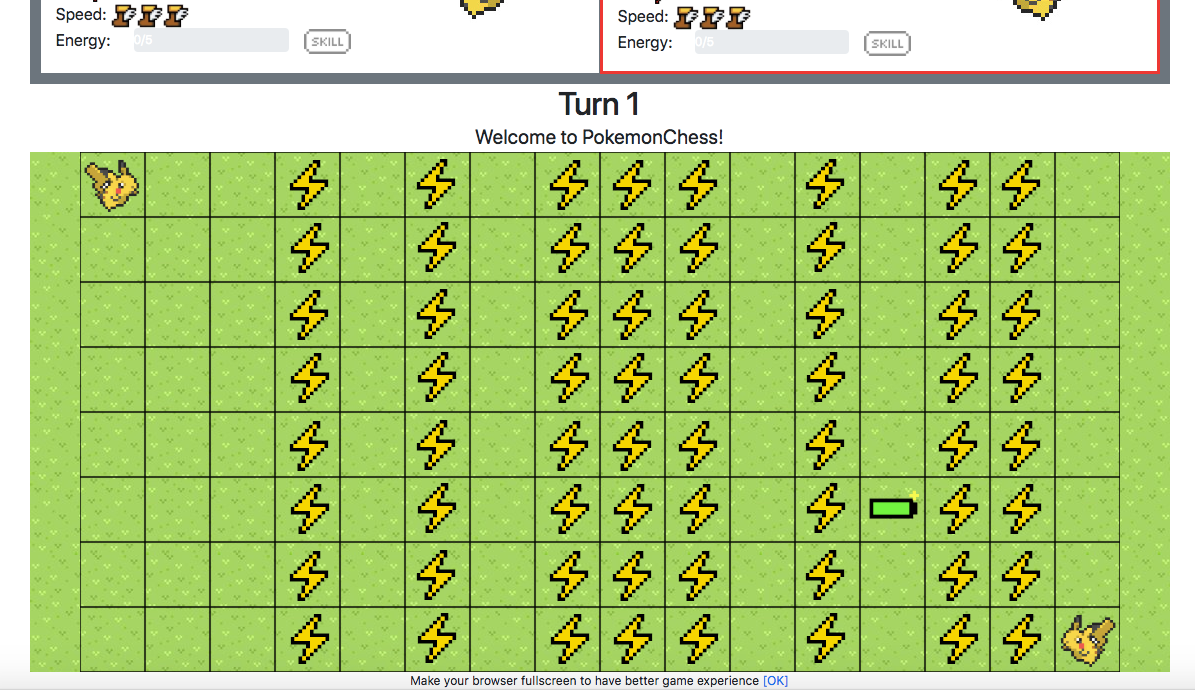 Speed:
Energy: 0/5 SKILL
Speed:
Energy: 0/5 SKILL
Turn 1
Welcome to PokemonChess!
Make your browser fullscreen to have better game experience [OK]